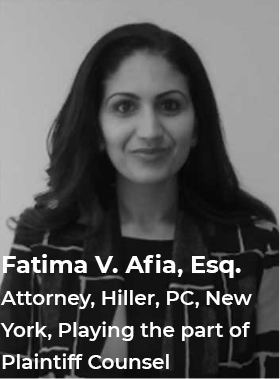 Fatima V. Afia, Esq.
Attorney, Hiller, PC, New
York, Playing the part of
Plaintiff Counsel